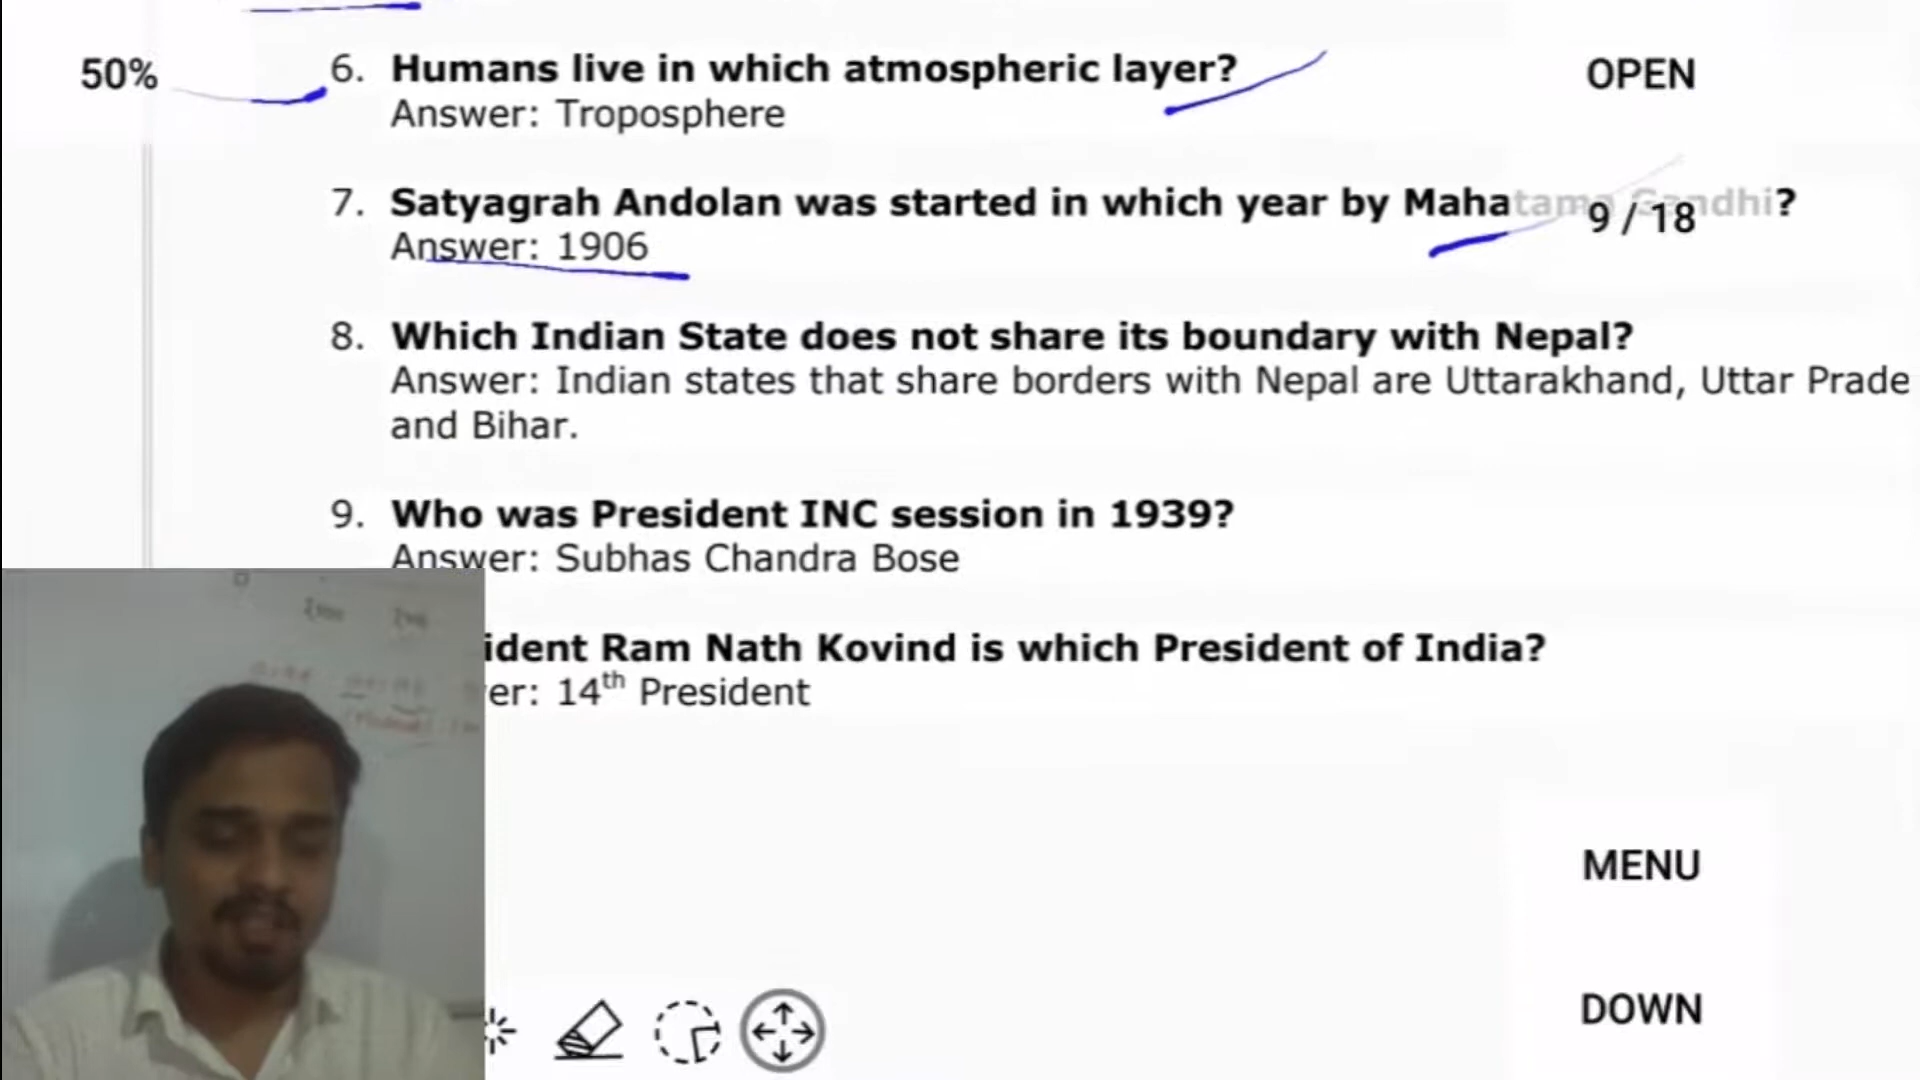 50%
6. Humans live in which atmospheric layer?
OPEN
Answer: Troposphere
7. Satyagrah Andolan was started in which year by Mahatama Gandhi?
9 / 18
Answer: 1906
8. Which Indian State does not share its boundary with Nepal?
Answer: Indian states that share borders with Nepal are Uttarakhand, Uttar Prade
and Bihar.
9. Who was President INC session in 1939?
Answer: Subhas Chandra Bose
ident Ram Nath Kovind is which President of India?
er: 14th President
MENU
DOWN